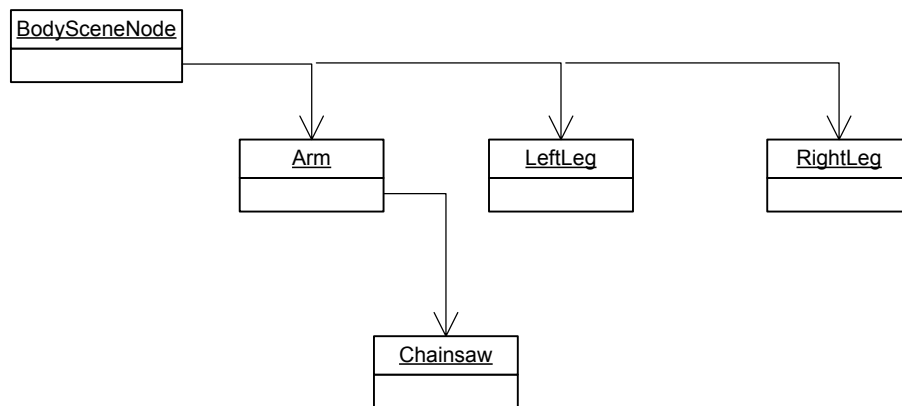 BodySceneNode
Arm
LeftLeg
RightLeg
Chainsaw